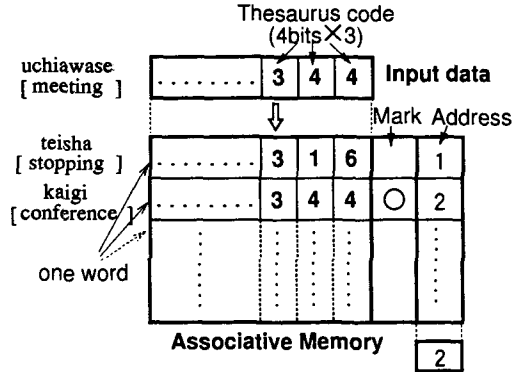 Thesaurus code
(4bits×3)
uchiawase
[ meeting ]
........ 3 4 4
Input data
Mark Address
teisha
[ stopping ]
........ 3 1 6 1
kaigi
[ conference ]
........ 3 4 4 ○ 2
one word
Associative Memory
2